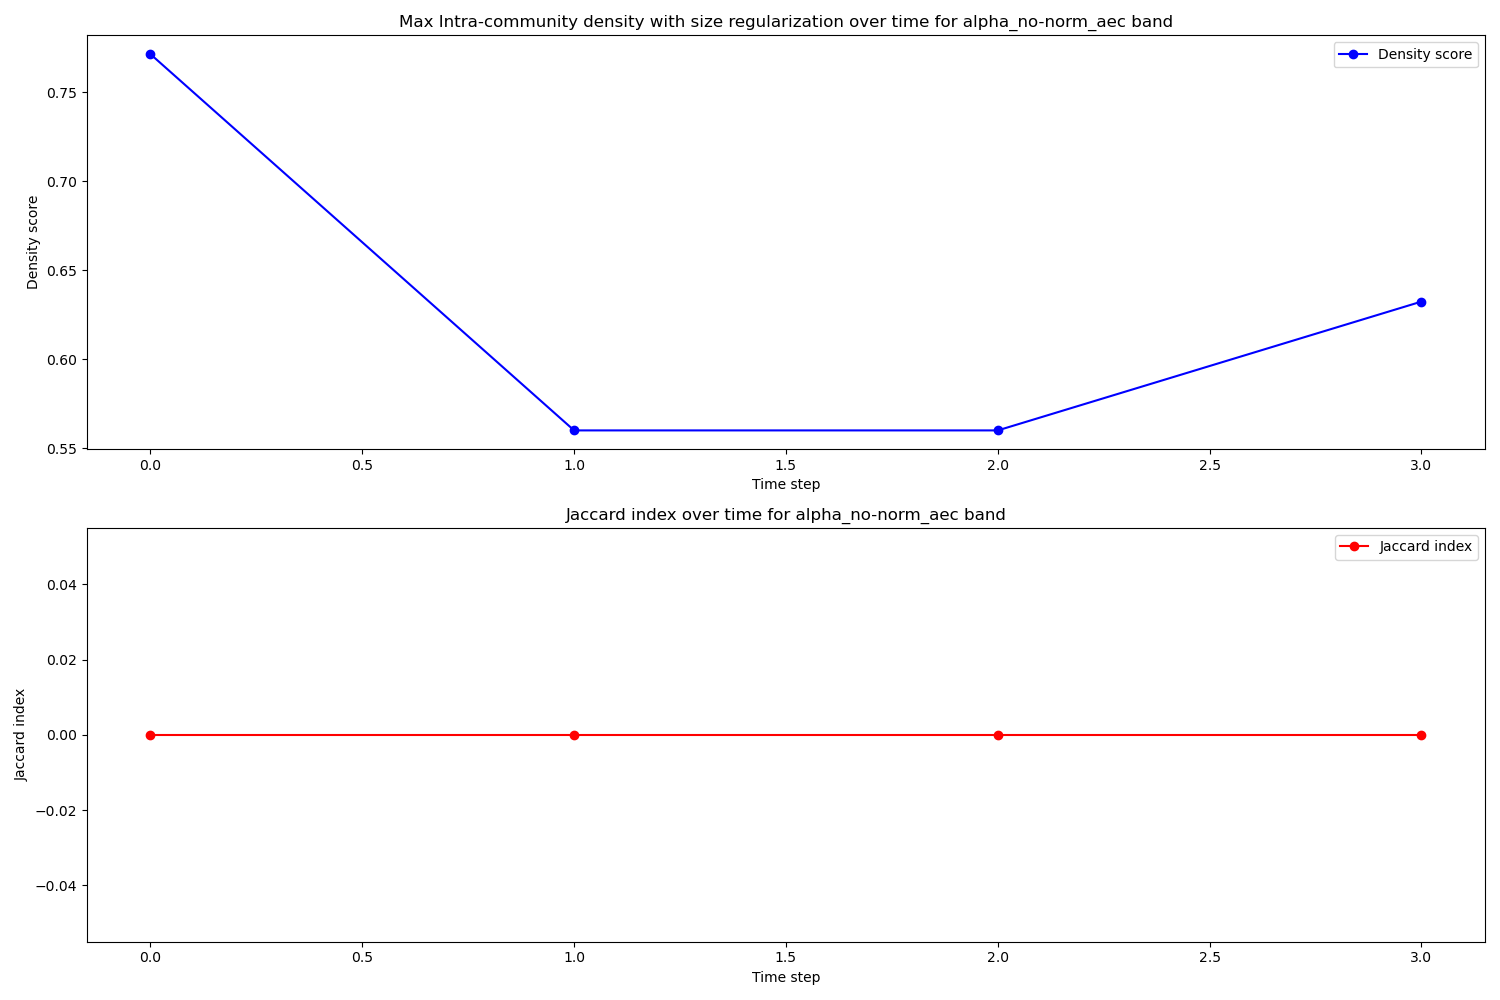 Max Intra-community density with size regularization over time for alpha_no-norm_aec band
Density score
0.75
0.70
0.65
0.60
0.55
Density score
0.0 0.5 1.0 1.5 2.0 2.5 3.0
Time step
Jaccard index over time for alpha_no-norm_aec band
Jaccard index
0.04
0.02
0.00
−0.02
−0.04
Jaccard index
0.0 0.5 1.0 1.5 2.0 2.5 3.0
Time step